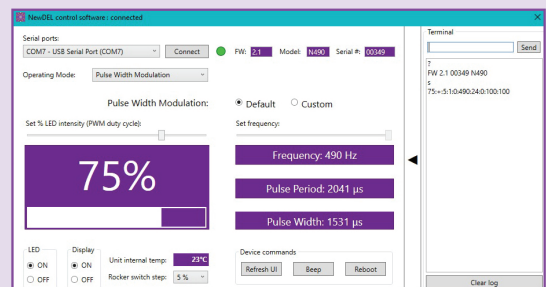 NewDEL control software : connected
Serial ports:
COM7 - USB Serial Port (COM7)
Connect
FW: 2.1 Model: N490 Serial #: 00349
Operating Mode: Pulse Width Modulation
Pulse Width Modulation:
Default Custom
Set % LED intensity (PWM duty cycle):
Set frequency:
75%
Frequency: 490 Hz
Pulse Period: 2041 µs
Pulse Width: 1531 µs
LED
ON
OFF
Display
ON
OFF
Unit internal temp: 23°C
Rocker switch step: 5 %
Device commands
Refresh UI Beep Reboot
Terminal
Send
?
FW 2.1 00349 N490
s
75:+:5:1:0:490:24:0:100:100
Clear log